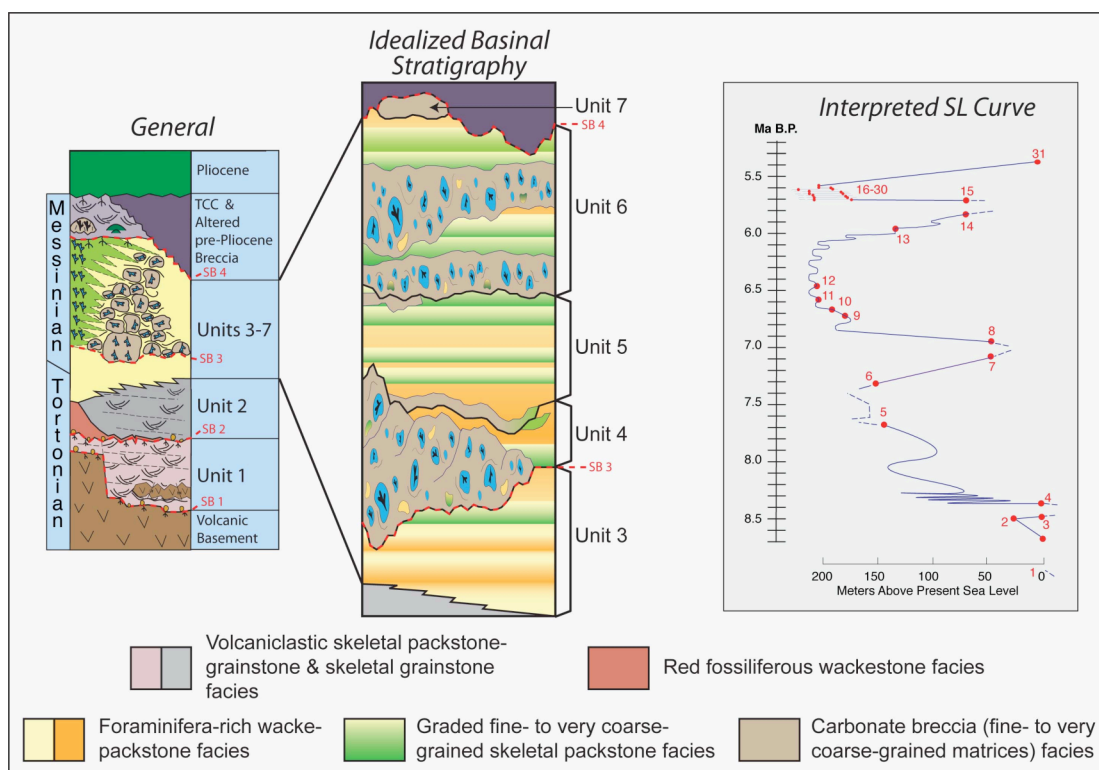 General
Pliocene
TCC &
Altered
pre-Pliocene
Breccia
SB 4
Units 3-7
SB 3
Unit 2
SB 2
Unit 1
SB 1
Volcanic
Basement
Messinian
Tortonian
Idealized Basinal
Stratigraphy
Unit 7
SB 4
Unit 6
Unit 5
Unit 4
SB 3
Unit 3
Interpreted SL Curve
Ma B.P.
5.5
6.0
6.5
7.0
7.5
8.0
8.5
31
16-30
15
14
13
12
11
10
9
8
7
6
5
4
2
3
1
200
150
100
50
0
Meters Above Present Sea Level
Volcaniclastic skeletal packstone-
grainstone & skeletal grainstone
facies
Red fossiliferous wackestone facies
Foraminifera-rich wacke-
packstone facies
Graded fine- to very coarse-
grained skeletal packstone facies
Carbonate breccia (fine- to very
coarse-grained matrices) facies